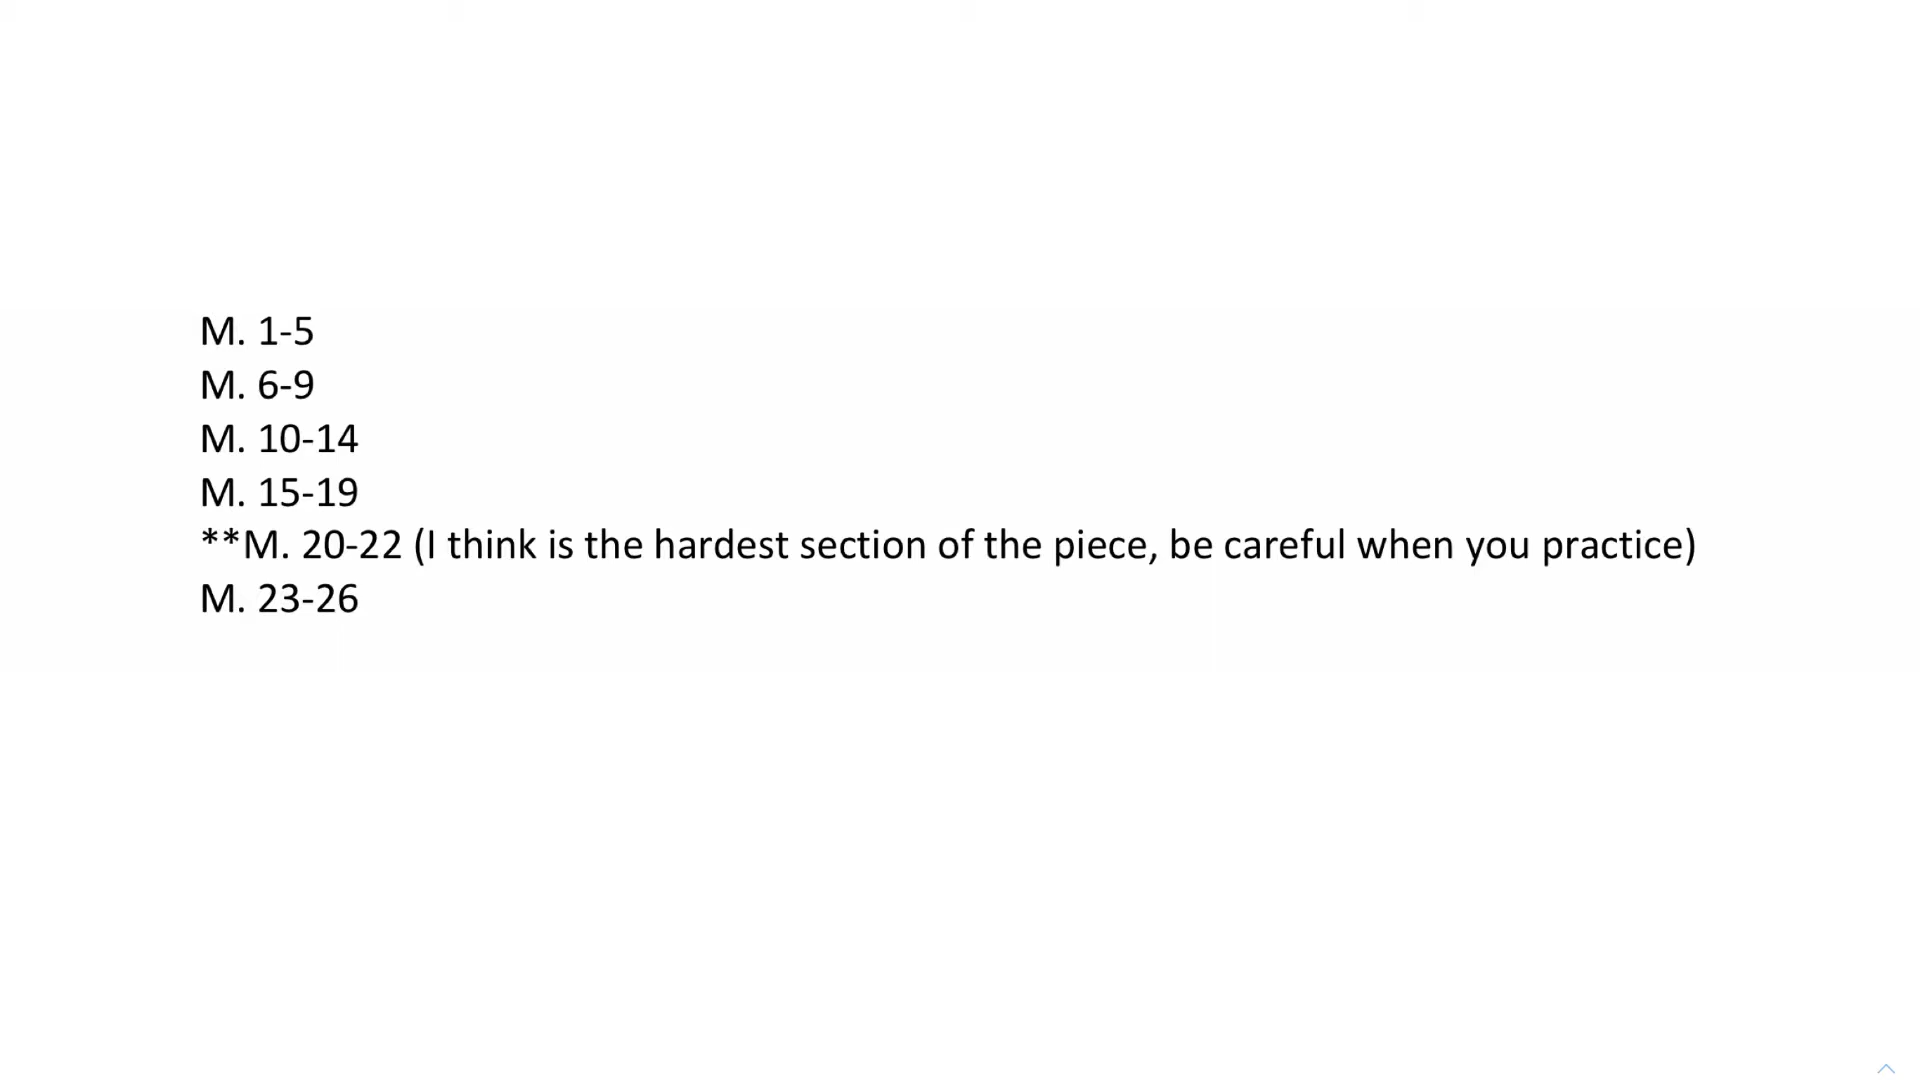 M. 1-5
M. 6-9
M. 10-14
M. 15-19
**M. 20-22 (I think is the hardest section of the piece, be careful when you practice)
M. 23-26